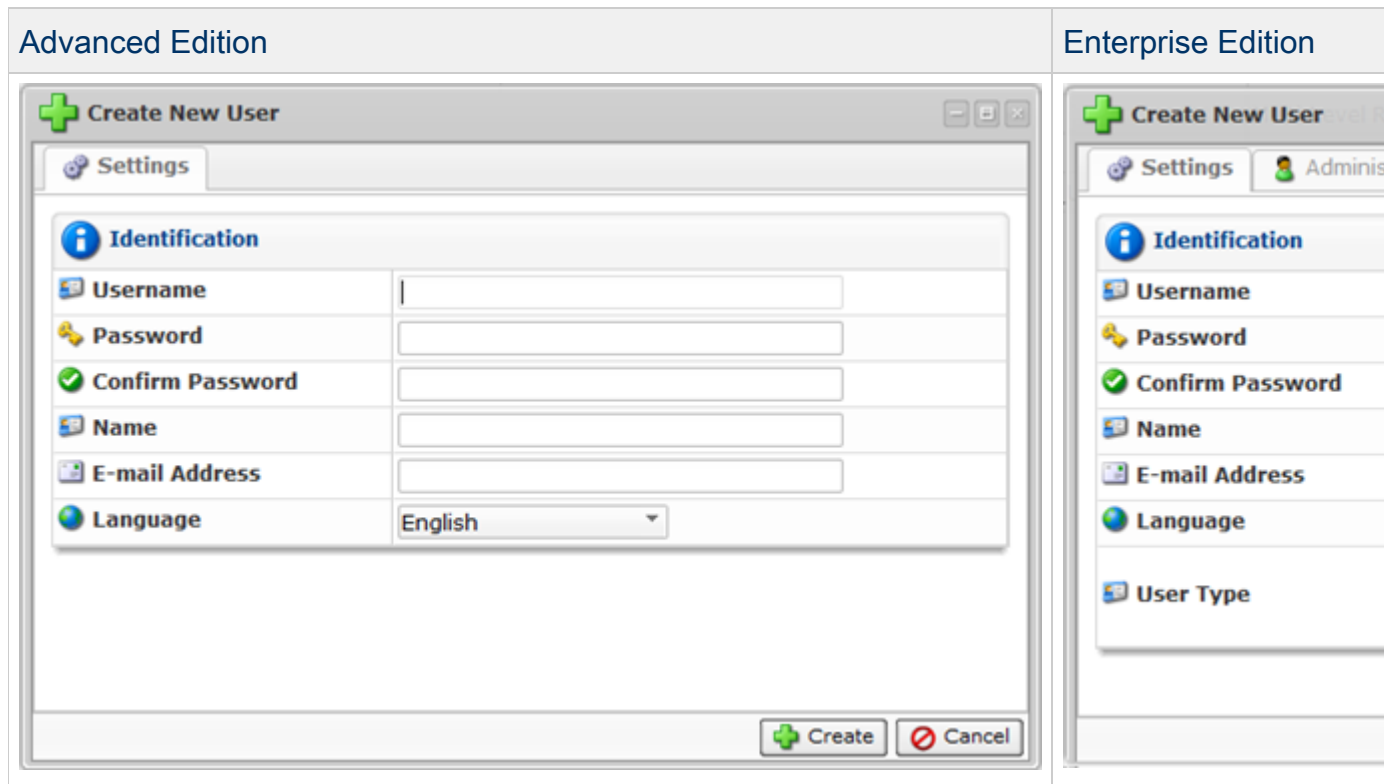 Advanced Edition
Enterprise Edition
Create New User
Settings
Identification
Username
Password
Confirm Password
Name
E-mail Address
Language
English
Create
Cancel
Create New User
Settings
Identification
Username
Password
Confirm Password
Name
E-mail Address
Language
User Type